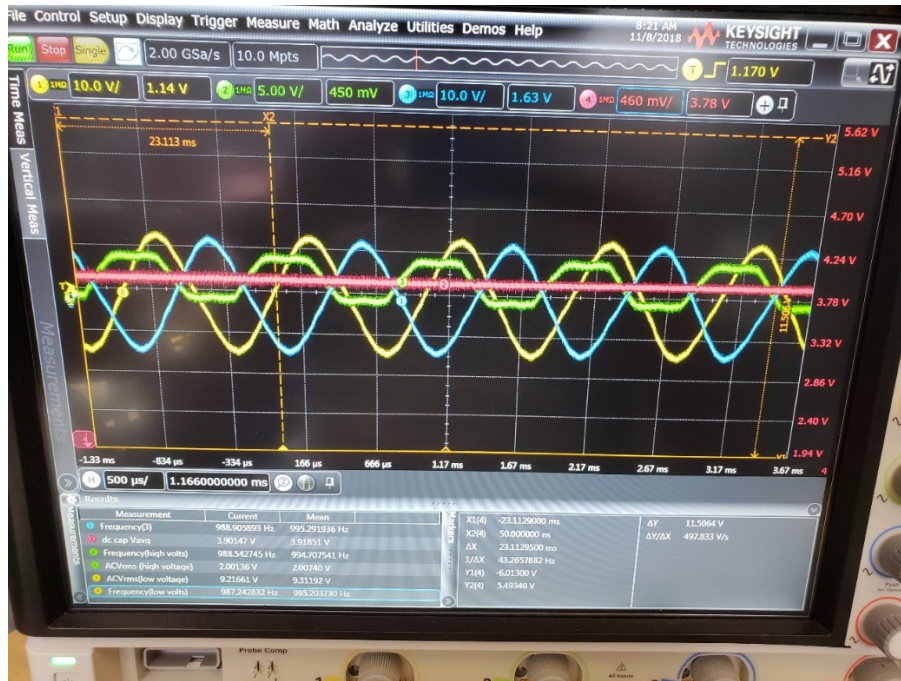 File Control Setup Display Trigger Measure Math Analyze Utilities Demos Help
8:21 AM
11/8/2018
KEYSIGHT
TECHNOLOGIES
Run Stop Single 2.00 GSa/s 10.0 Mpts
T 1.170 V
1 1MΩ 10.0 V/ 1.14 V 2 1MΩ 5.00 V/ 450 mV 3 1MΩ 10.0 V/ 1.63 V 4 1MΩ 460 mV/ 3.78 V
Time Meas
Vertical Meas
Measurements
X2
23.113 ms
Y2
5.62 V
5.16 V
4.70 V
4.24 V
3.78 V
3.32 V
2.86 V
2.40 V
1.94 V
4
Y1
-1.33 ms -834 µs -334 µs 166 µs 666 µs 1.17 ms 1.67 ms 2.17 ms 2.67 ms 3.17 ms 3.67 ms
H 500 µs/ 1.1660000000 ms
Results
Measurements
Measurement Current Mean
Frequency(3) 988.905893 Hz 995.291936 Hz
dc cap Vavg 3.90147 V 3.91851 V
Frequency(high volts) 988.542745 Hz 994.707541 Hz
ACVrms (high voltage) 2.00136 V 2.00740 V
ACVrms(low voltage) 9.21661 V 9.31192 V
Frequency(low volts) 987.242832 Hz 995.203730 Hz
Markers
X1(4) -23.1129000 ms
X2(4) 50.000000 ns
ΔX 23.1129500 ms
1/ΔX 43.2657882 Hz
Y1(4) -6.01300 V
Y2(4) 5.49340 V
ΔY 11.5064 V
ΔY/ΔX 497.833 V/s
Probe Comp
All Inputs